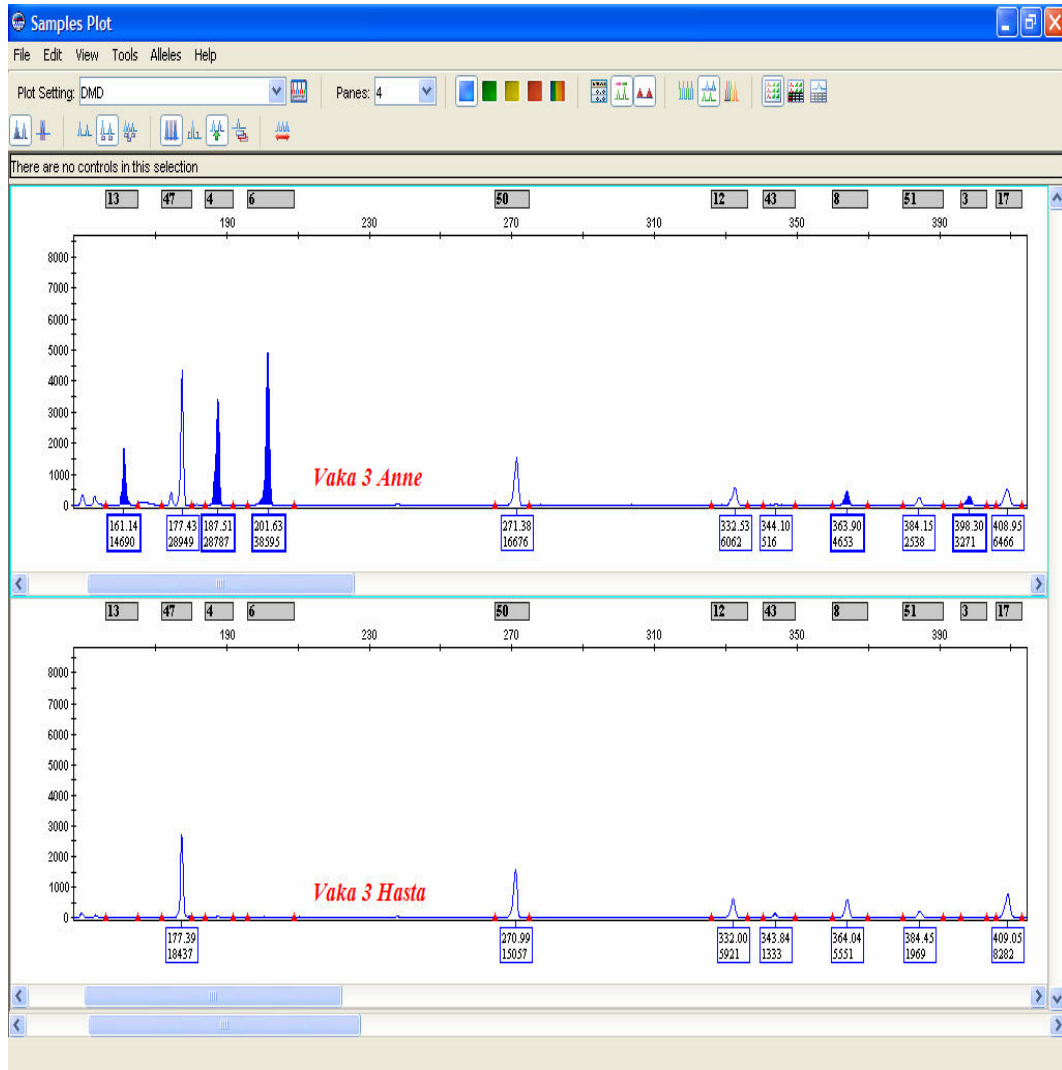 Samples Plot
File Edit View Tools Alleles Help
Plot Setting: DMD Panes: 4
There are no controls in this selection
13 47 4 6 50 12 43 8 51 3 17
190 230 270 310 350 390
8000
7000
6000
5000
4000
3000
2000
1000
0
Vaka 3 Anne
161.14 177.43 187.51 201.63 271.38 332.53 344.10 363.90 384.15 398.30 408.95
14690 28949 28787 38595 16676 6062 516 4653 2538 3271 6466
13 47 4 6 50 12 43 8 51 3 17
190 230 270 310 350 390
8000
7000
6000
5000
4000
3000
2000
1000
0
Vaka 3 Hasta
177.39 270.99 332.00 343.84 364.04 384.45 409.05
18437 15057 5921 1333 5551 1969 8282